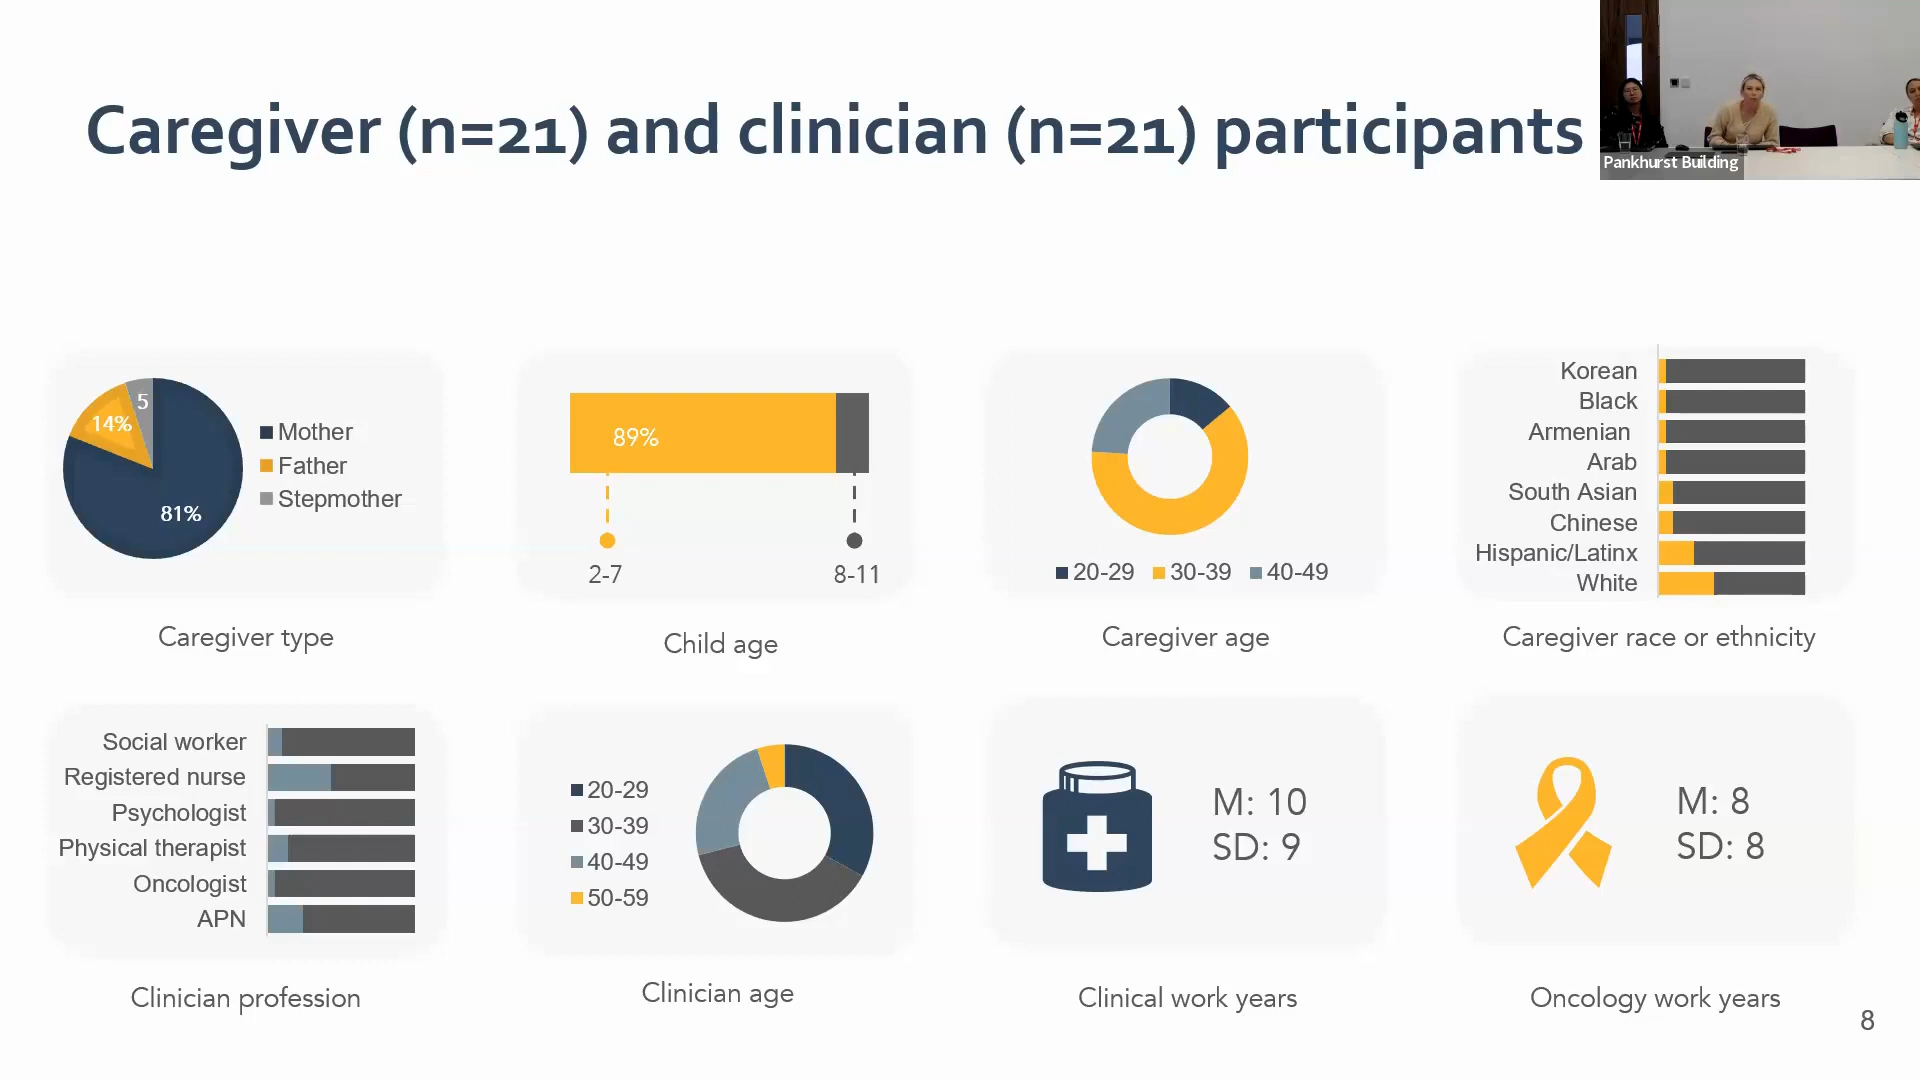 Caregiver (n=21) and clinician (n=21) participants
Pankhurst Building
5
14%
81%
Mother
Father
Stepmother
Caregiver type
89%
2-7
8-11
Child age
20-29 30-39 40-49
Caregiver age
Korean
Black
Armenian
Arab
South Asian
Chinese
Hispanic/Latinx
White
Caregiver race or ethnicity
Social worker
Registered nurse
Psychologist
Physical therapist
Oncologist
APN
Clinician profession
20-29
30-39
40-49
50-59
Clinician age
M: 10
SD: 9
Clinical work years
M: 8
SD: 8
Oncology work years
8